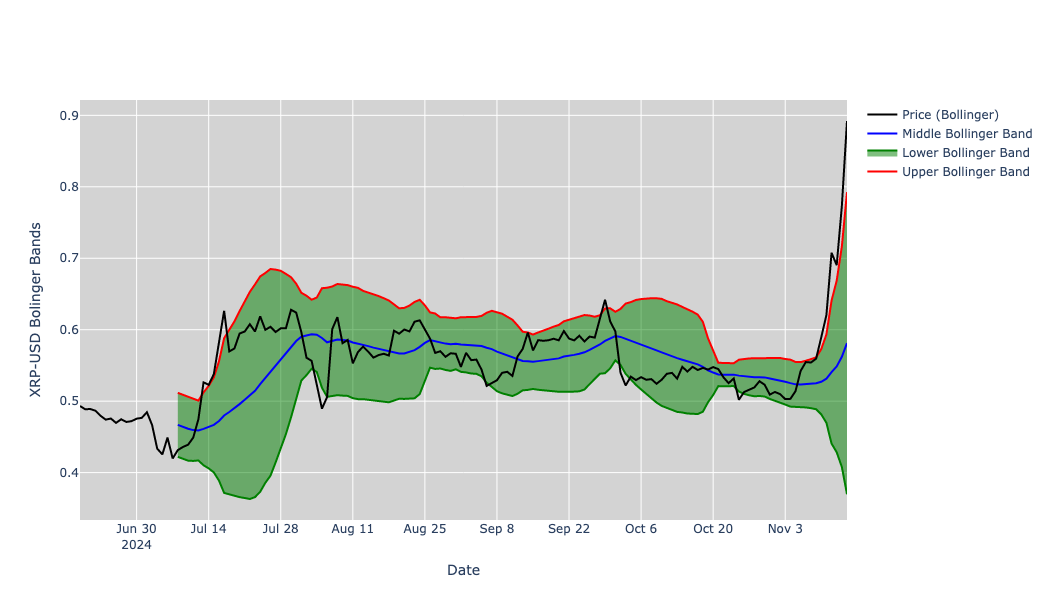 XRP-USD Bolinger Bands
0.9
0.8
0.7
0.6
0.5
0.4
Jun 30
2024
Jul 14
Jul 28
Aug 11
Aug 25
Sep 8
Sep 22
Oct 6
Oct 20
Nov 3
Date
Price (Bollinger)
Middle Bollinger Band
Lower Bollinger Band
Upper Bollinger Band